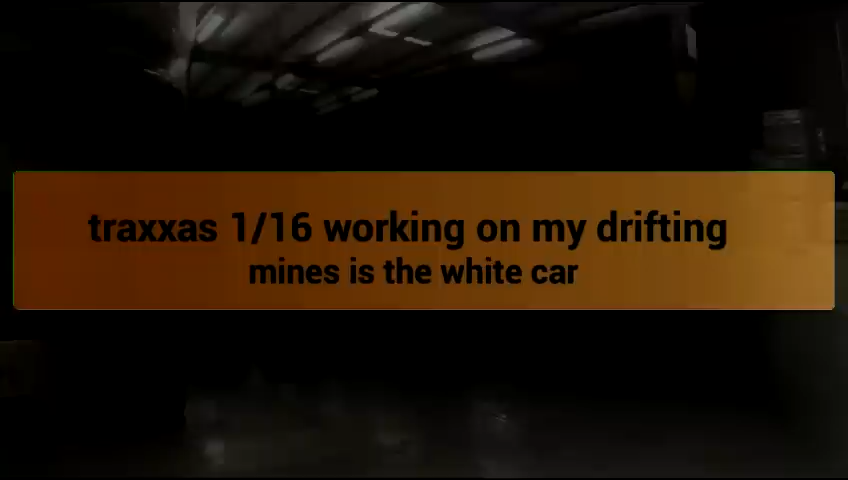 traxxas 1/16 working on my drifting
mines is the white car